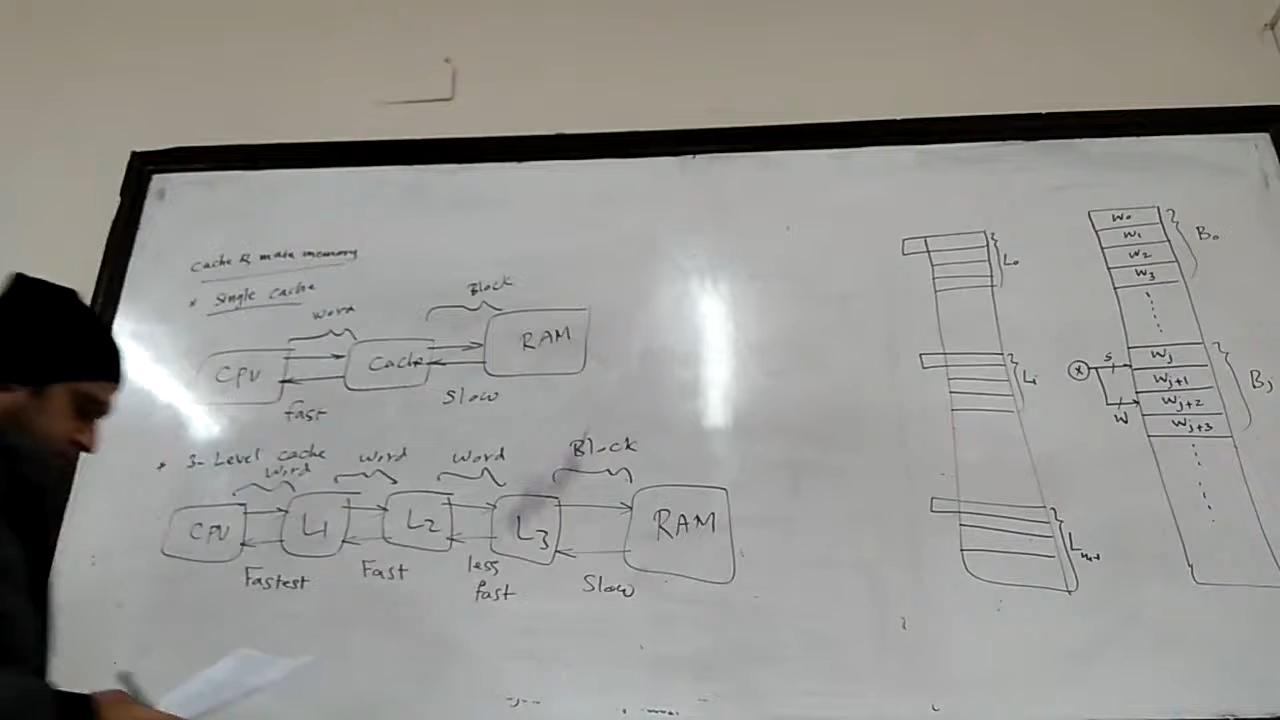 Cache & main memory
* Single Cache
Word
Block
CPU
Cache
RAM
fast
Slow
* 3-Level cache
Word
Word
Word
Block
CPU
L1
L2
L3
RAM
Fastest
Fast
less
fast
Slow
L0
Li
W0
W1
W2
W3
B0
Wj
Wj+1
Wj+2
Wj+3
Bj
X
S
W